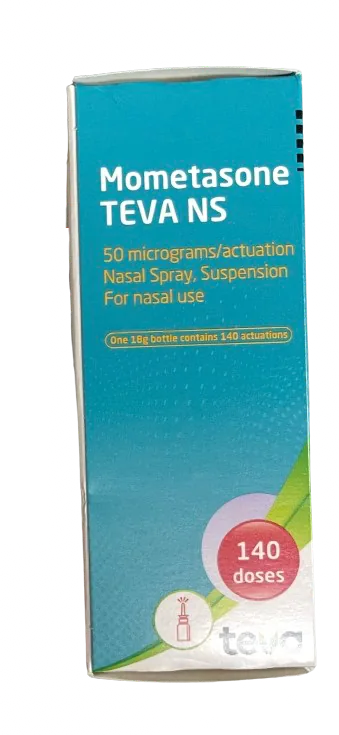 Mometasone
TEVA NS
50 micrograms/actuation
Nasal Spray, Suspension
For nasal use
One 18g bottle contains 140 actuations
140
doses
teva